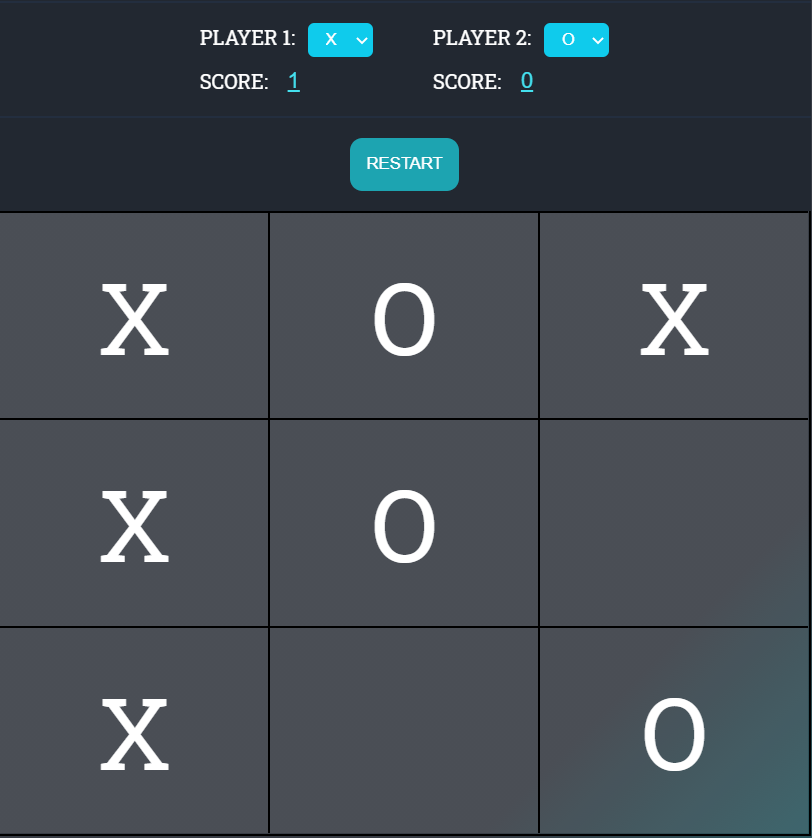 PLAYER 1: X PLAYER 2: O
SCORE: 1 SCORE: 0
RESTART
X O X
X O
X O